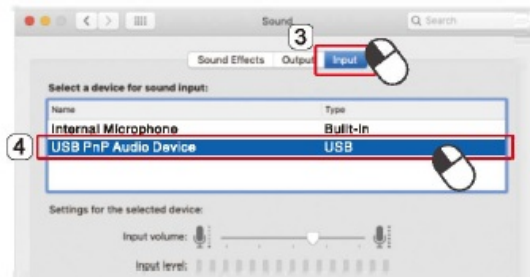 Sound
Search
3
Sound Effects Output Input
Select a device for sound input:
Name Type
Internal Microphone Built-in
4
USB PnP Audio Device USB
Settings for the selected device:
Input volume:
Input level: